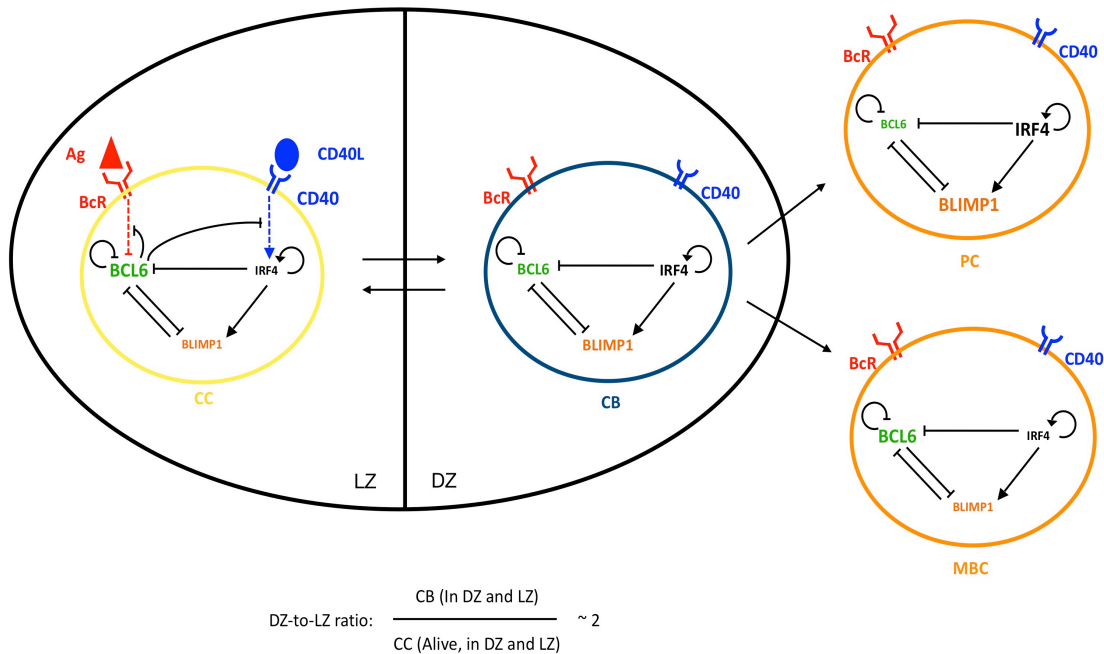 Ag
CD40L
BcR
CD40
BCL6
IRF4
BLIMP1
CC
LZ
BcR
CD40
BCL6
IRF4
BLIMP1
CB
DZ
BcR
CD40
BCL6
IRF4
BLIMP1
PC
BcR
CD40
BCL6
IRF4
BLIMP1
MBC
CB (In DZ and LZ)
DZ-to-LZ ratio: ~ 2
CC (Alive, in DZ and LZ)